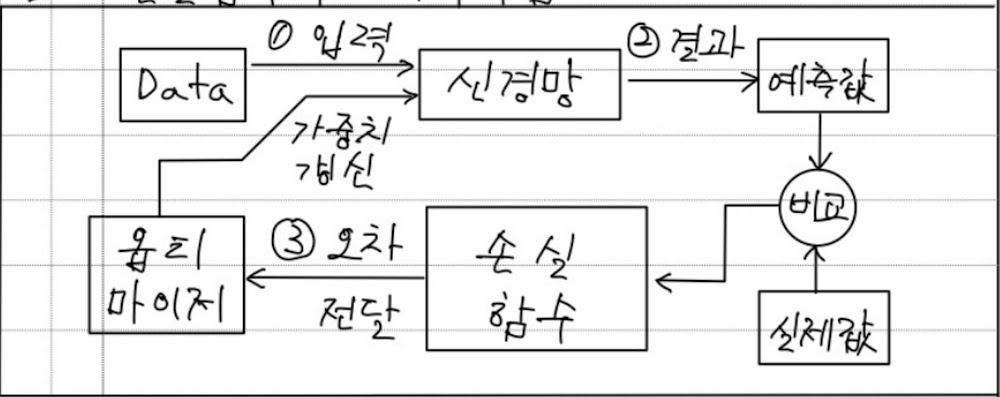 ① 입력
② 결과
Data
신경망
예측값
가중치
갱신
비교
옵티
마이저
③ 오차
전달
손실
함수
실제값